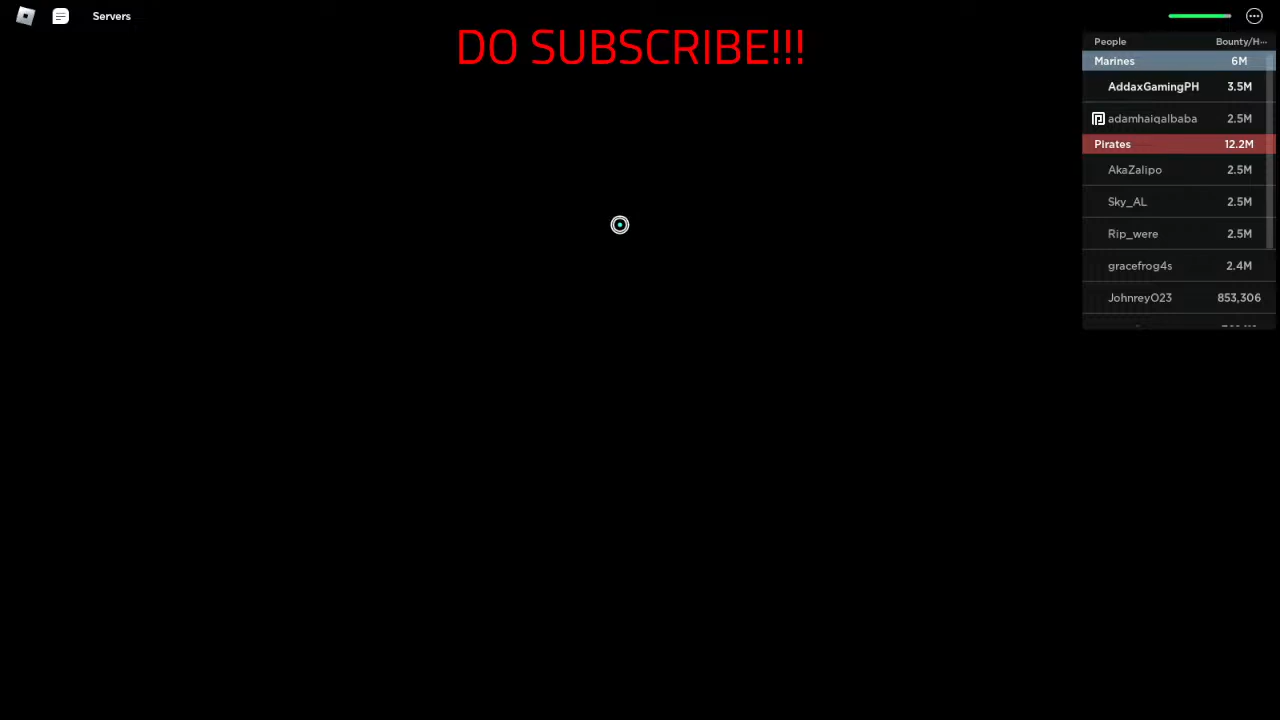 Servers
DO SUBSCRIBE!!!
People Bounty/H...
Marines 6M
AddaxGamingPH 3.5M
adamhaiqalbaba 2.5M
Pirates 12.2M
AkaZalipo 2.5M
Sky_AL 2.5M
Rip_were 2.5M
gracefrog4s 2.4M
JohnreyO23 853,306